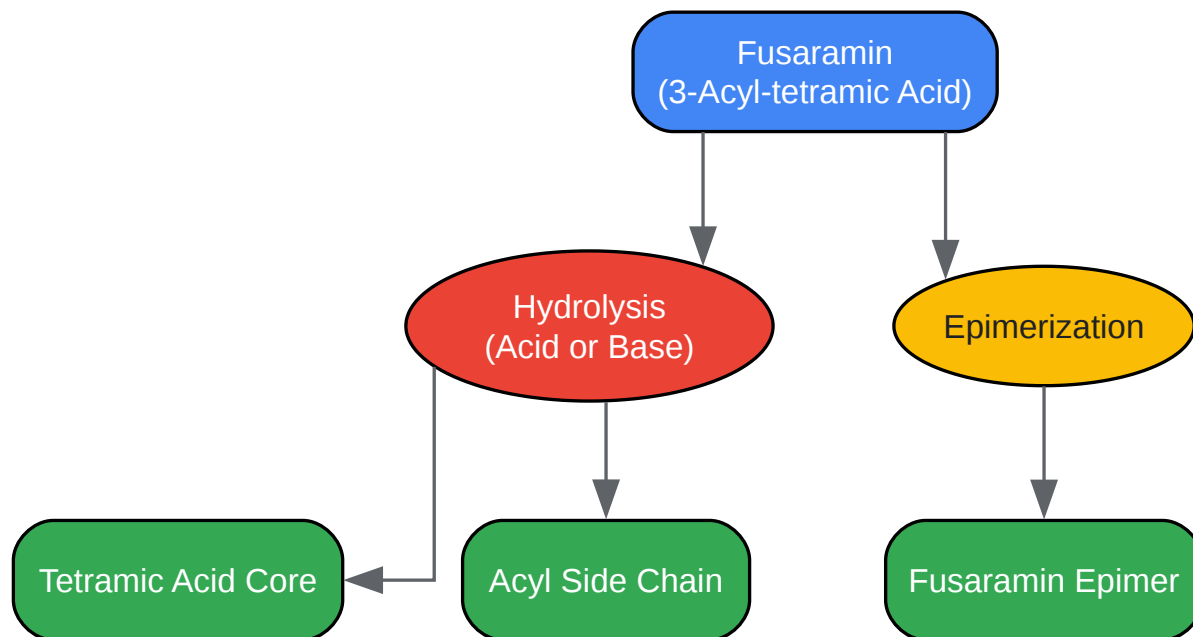 Fusaramin
(3-Acyl-tetramic Acid)
Hydrolysis
(Acid or Base)
Epimerization
Tetramic Acid Core
Acyl Side Chain
Fusaramin Epimer